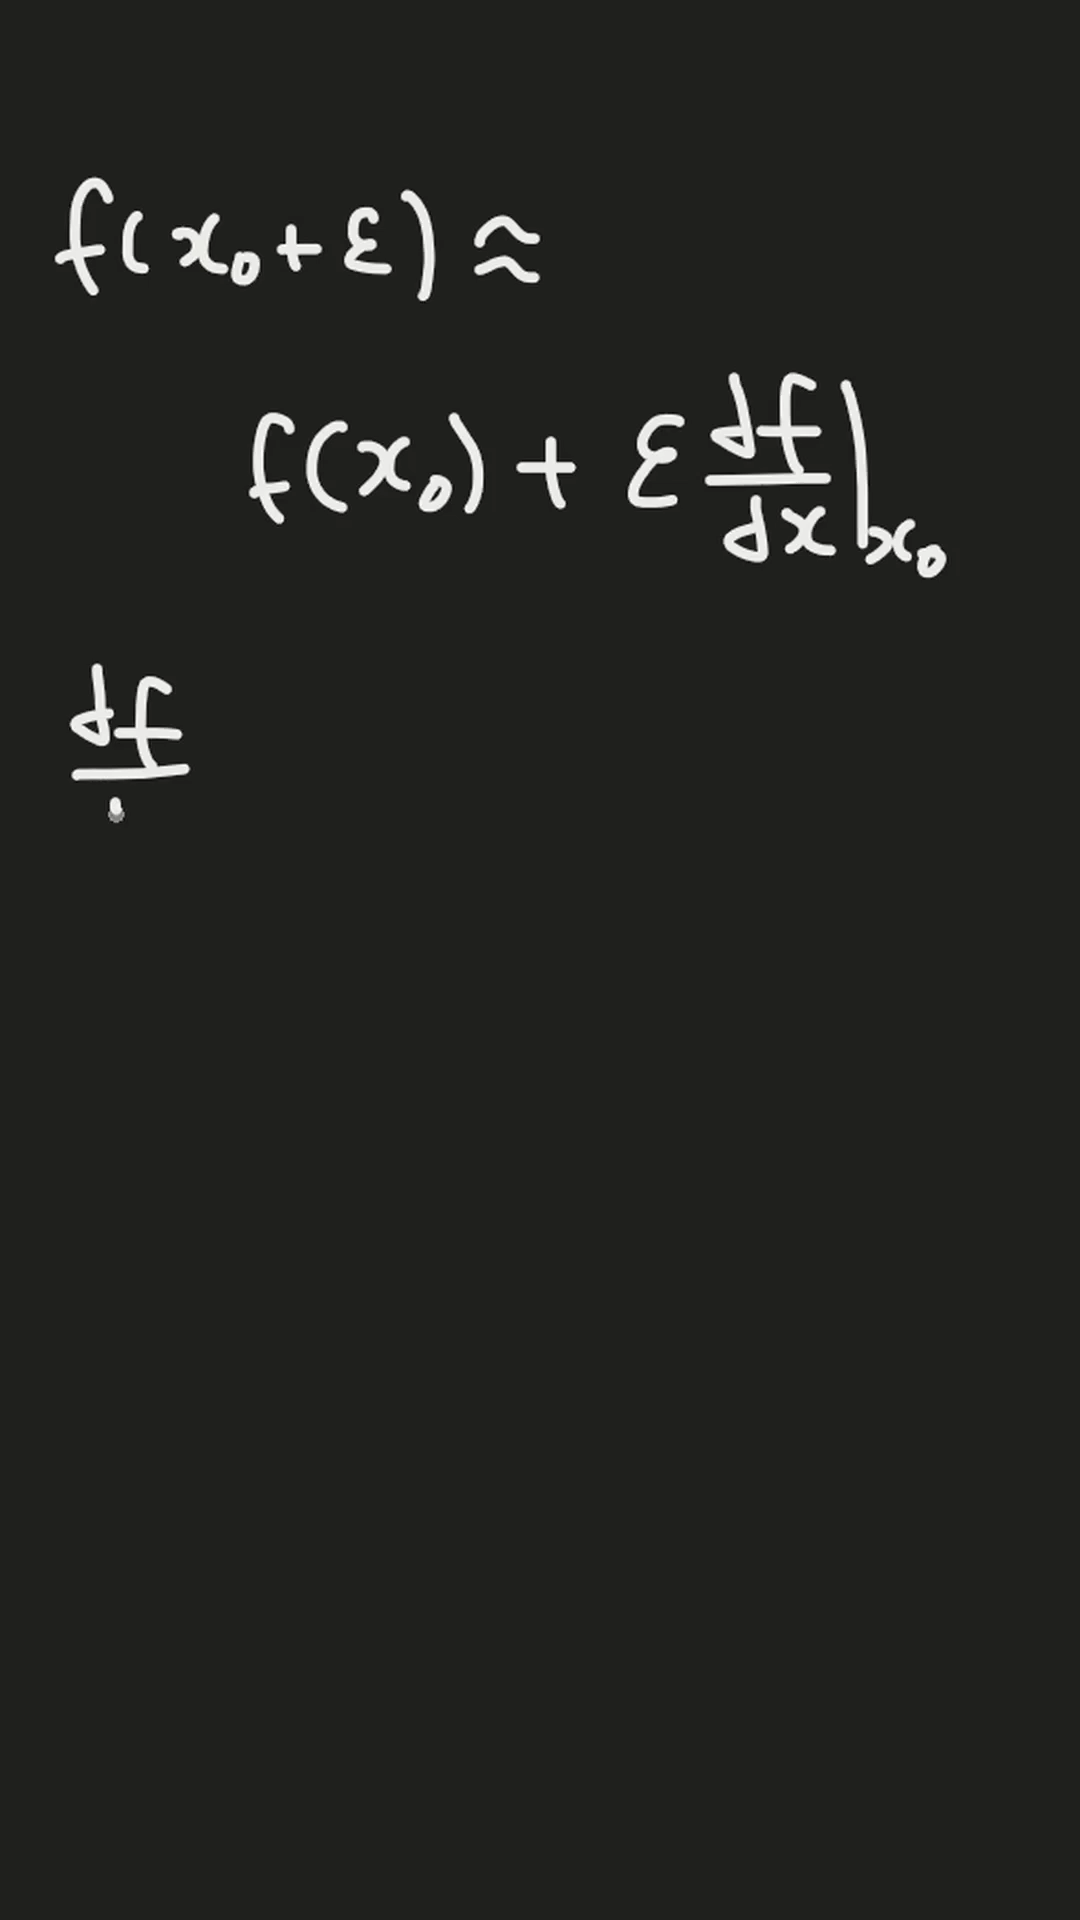 f(x₀+ε) ≈
f(x₀) + ε df/dx|x₀
df